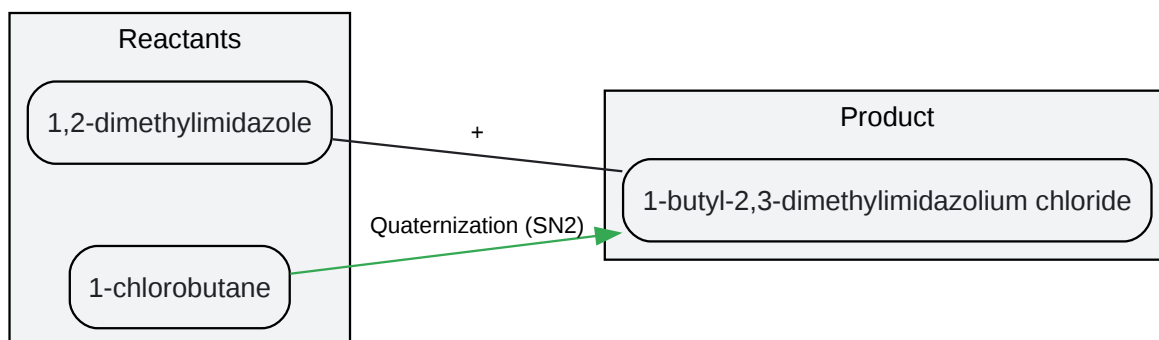 Reactants
1,2-dimethylimidazole
1-chlorobutane
+
Quaternization (SN2)
Product
1-butyl-2,3-dimethylimidazolium chloride